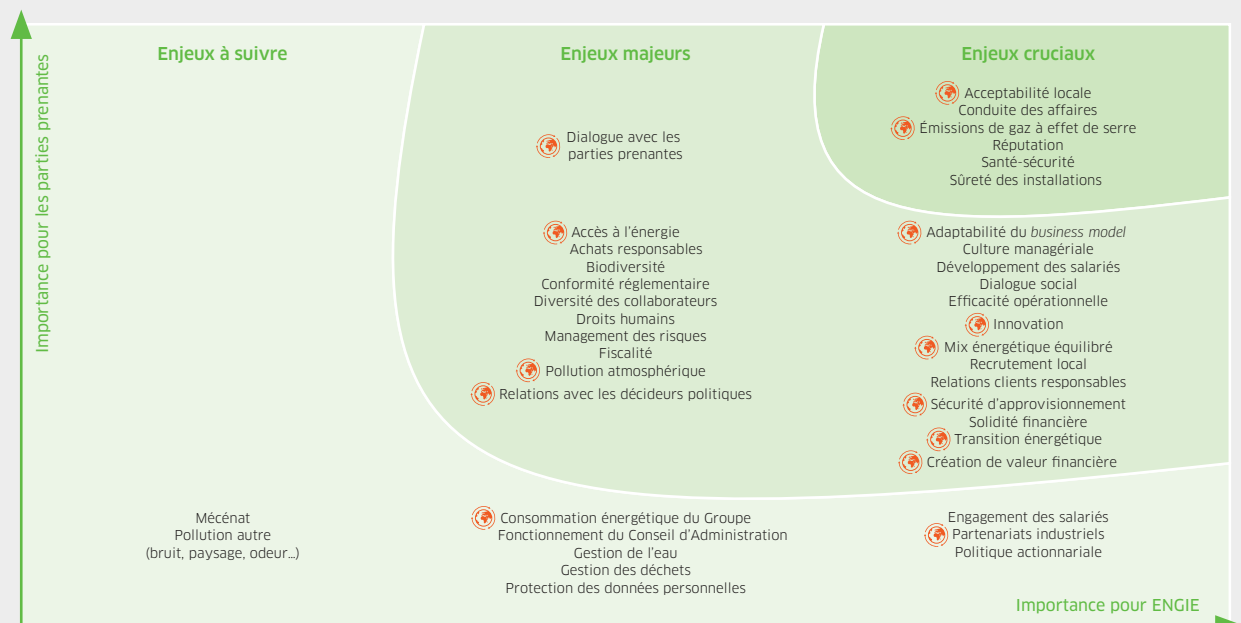 Importance pour les parties prenantes
Enjeux à suivre
Enjeux majeurs
Enjeux cruciaux
Acceptabilité locale
Conduite des affaires
Émissions de gaz à effet de serre
Réputation
Santé-sécurité
Sûreté des installations
Dialogue avec les
parties prenantes
Accès à l'énergie
Achats responsables
Biodiversité
Conformité réglementaire
Diversité des collaborateurs
Droits humains
Management des risques
Fiscalité
Pollution atmosphérique
Relations avec les décideurs politiques
Adaptabilité du business model
Culture managériale
Développement des salariés
Dialogue social
Efficacité opérationnelle
Innovation
Mix énergétique équilibré
Recrutement local
Relations clients responsables
Sécurité d'approvisionnement
Solidité financière
Transition énergétique
Création de valeur financière
Mécénat
Pollution autre
(bruit, paysage, odeur...)
Consommation énergétique du Groupe
Fonctionnement du Conseil d'Administration
Gestion de l'eau
Gestion des déchets
Protection des données personnelles
Engagement des salariés
Partenariats industriels
Politique actionnariale
Importance pour ENGIE